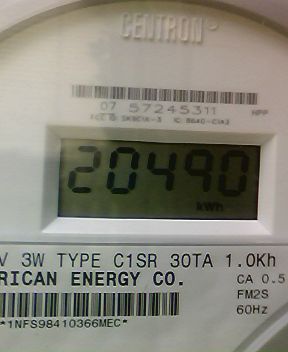 CENTRON®
07 57245311 NPP
20490
kWh
V 3W TYPE C1SR 30TA 1.0Kh
RICAN ENERGY CO. CA 0.5
FM2S
60Hz
*1NFS98410366MEC*